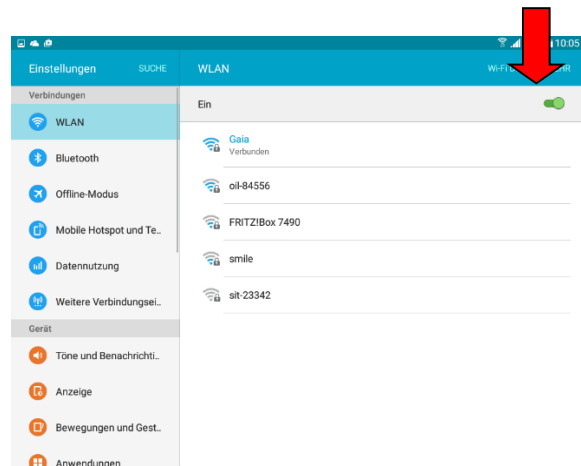 10:05
Einstellungen SUCHE
WLAN
Verbindungen
WLAN
Bluetooth
Offline-Modus
Mobile Hotspot und Te..
Datennutzung
Weitere Verbindungsei..
Gerät
Töne und Benachrichti..
Anzeige
Bewegungen und Gest..
Anwendungen
Ein
Gaia
Verbunden
oil-84556
FRITZ!Box 7490
smile
sit-23342